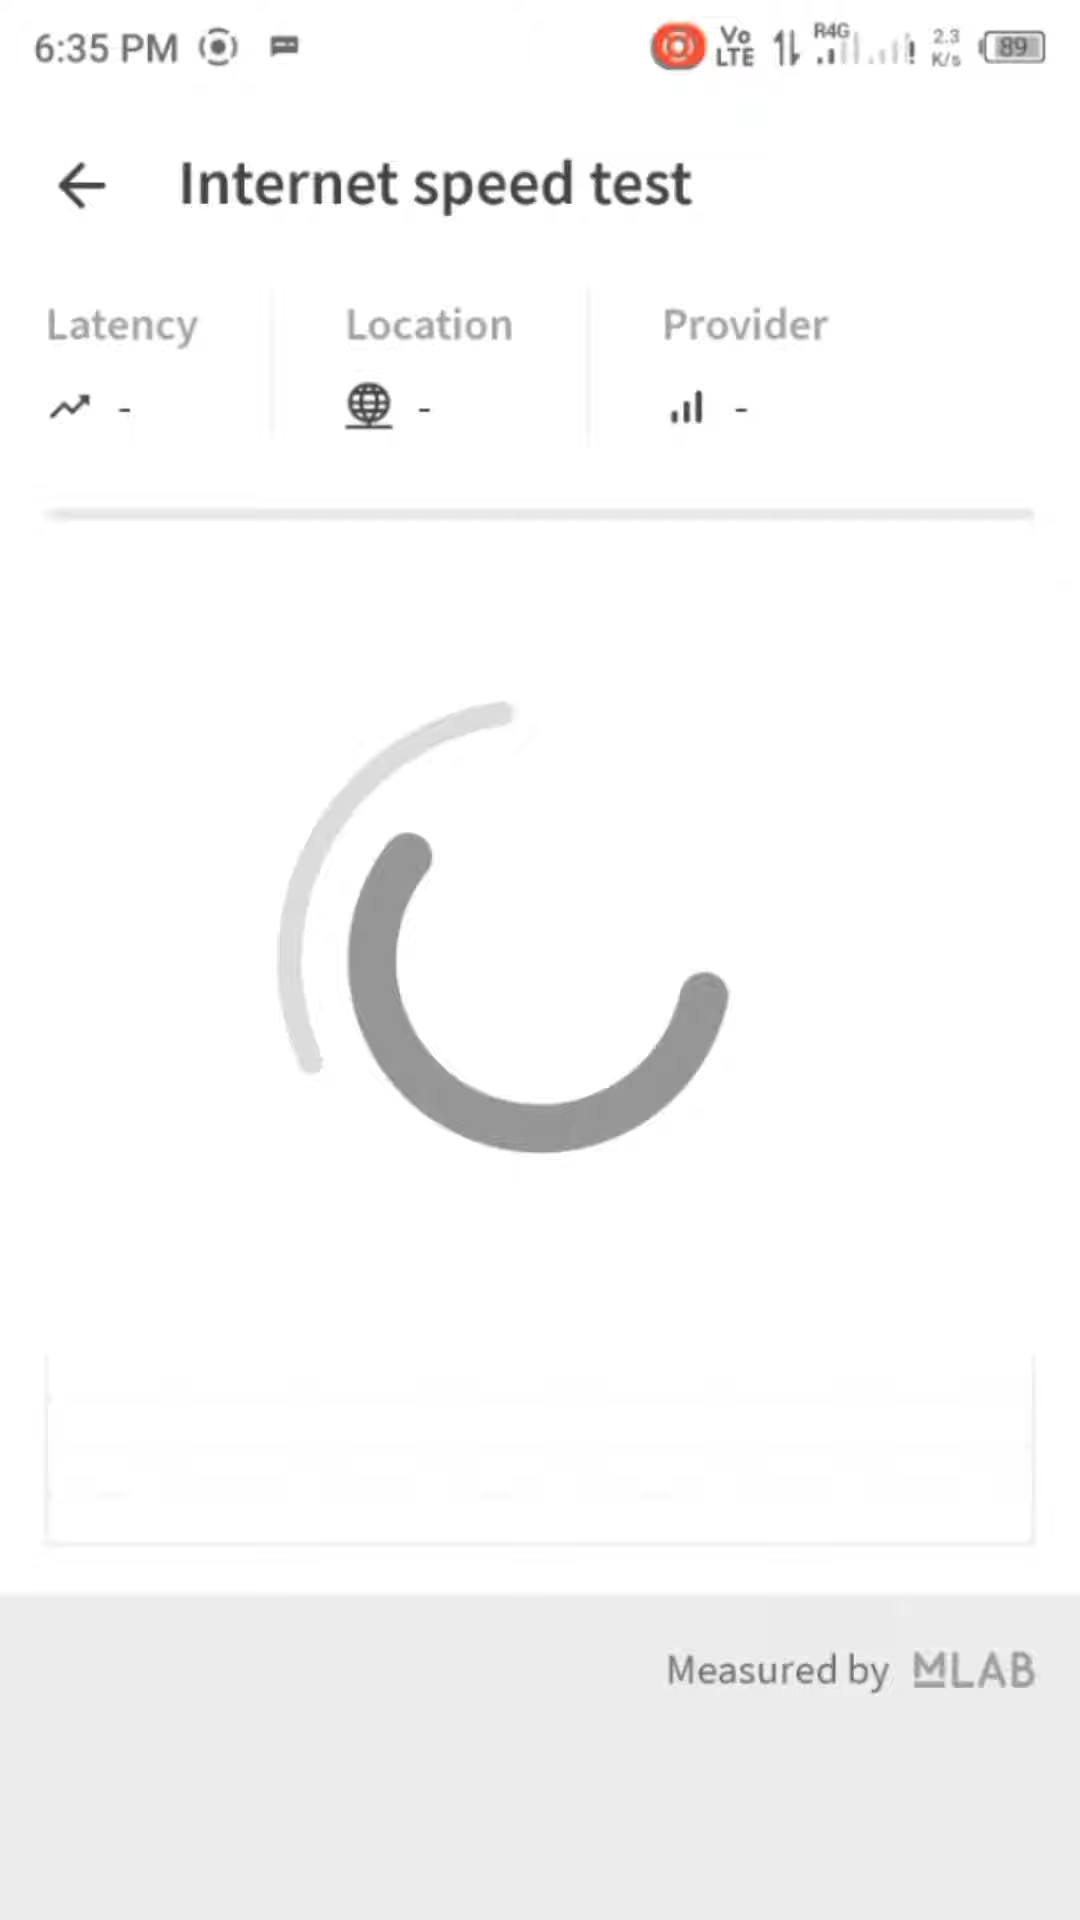 6:35 PM Vo LTE R4G 2.3 K/s 89
Internet speed test
Latency Location Provider
- - -
Measured by MLAB